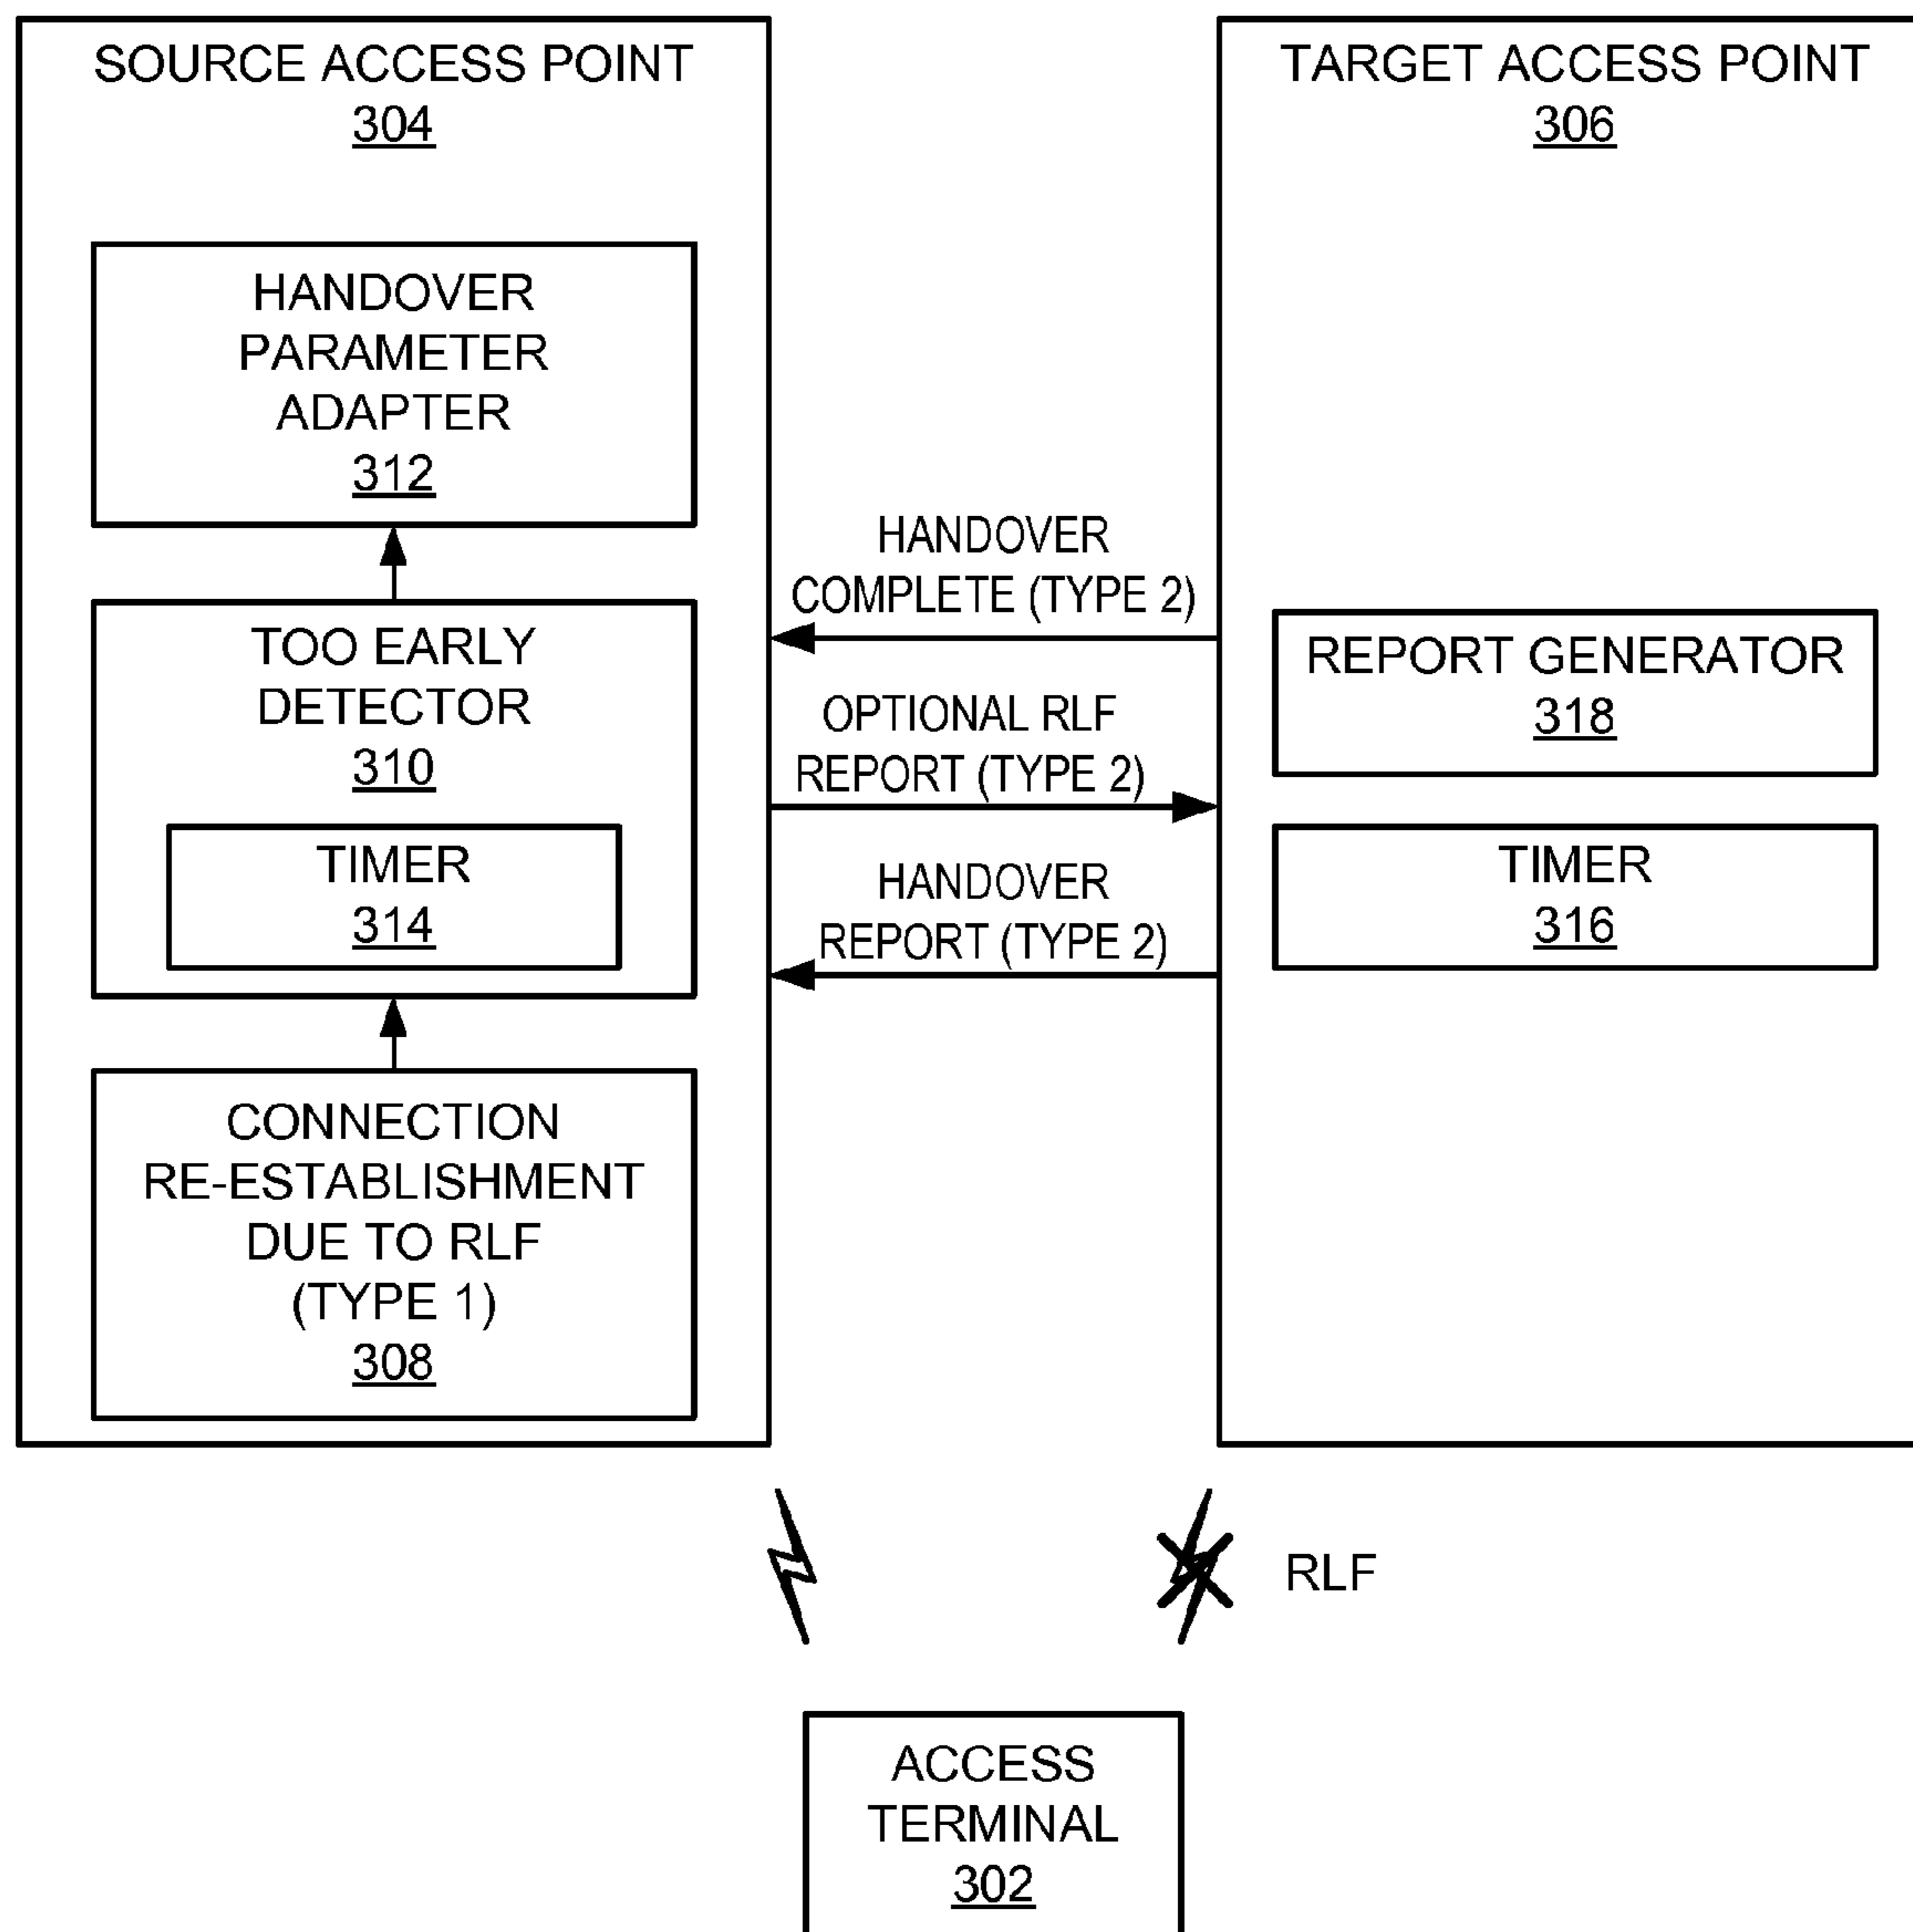 SOURCE ACCESS POINT
304
HANDOVER
PARAMETER
ADAPTER
312
TOO EARLY
DETECTOR
310
TIMER
314
CONNECTION
RE-ESTABLISHMENT
DUE TO RLF
(TYPE 1)
308
HANDOVER
COMPLETE (TYPE 2)
OPTIONAL RLF
REPORT (TYPE 2)
HANDOVER
REPORT (TYPE 2)
TARGET ACCESS POINT
306
REPORT GENERATOR
318
TIMER
316
RLF
ACCESS
TERMINAL
302